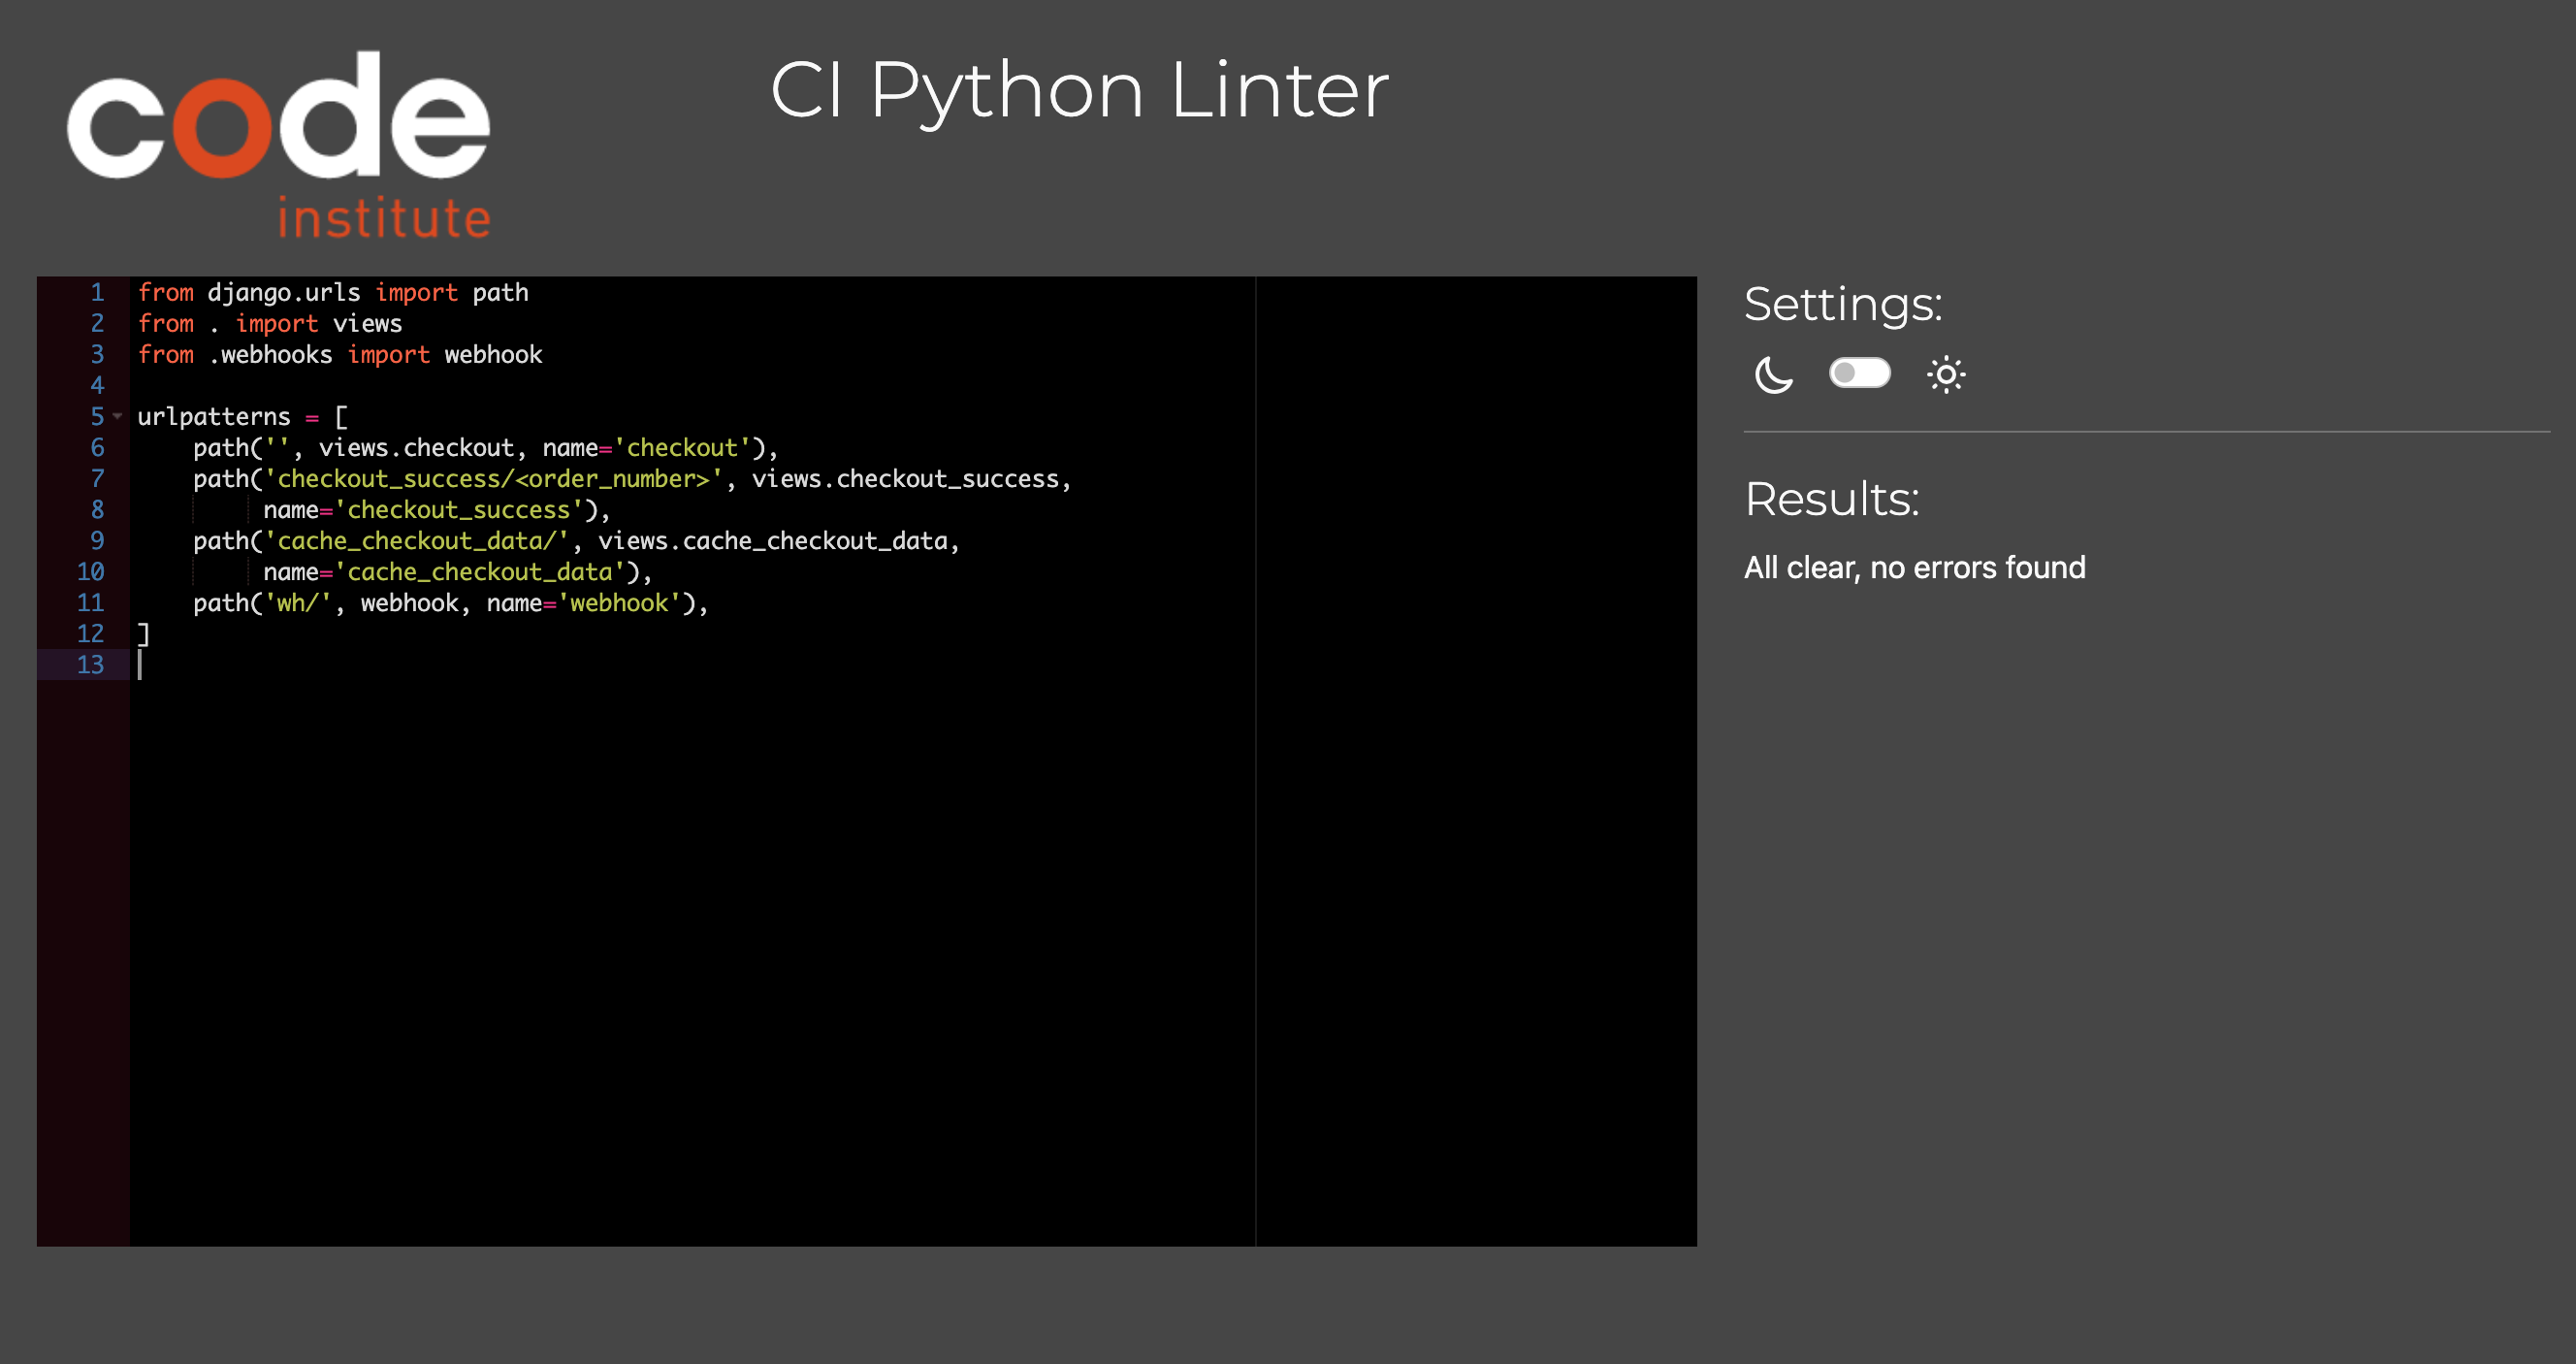 code
institute
CI Python Linter
1 from django.urls import path
2 from . import views
3 from .webhooks import webhook
4
5 urlpatterns = [
6     path('', views.checkout, name='checkout'),
7     path('checkout_success/<order_number>', views.checkout_success,
8          name='checkout_success'),
9     path('cache_checkout_data/', views.cache_checkout_data,
10          name='cache_checkout_data'),
11     path('wh/', webhook, name='webhook'),
12 ]
13
Settings:
Results:
All clear, no errors found